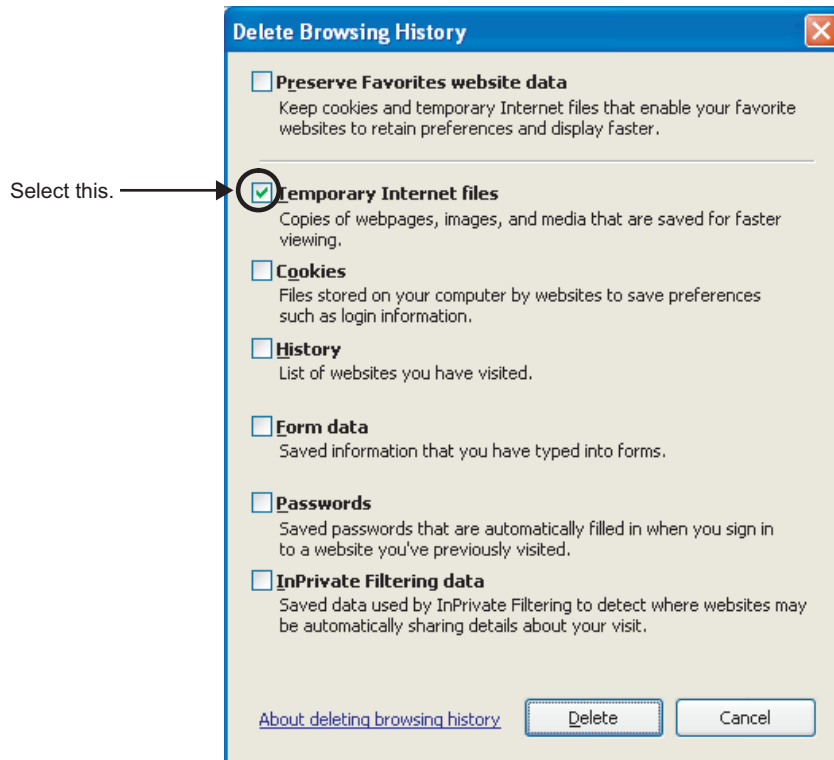 Delete Browsing History
Preserve Favorites website data
Keep cookies and temporary Internet files that enable your favorite
websites to retain preferences and display faster.
Select this.
Temporary Internet files
Copies of webpages, images, and media that are saved for faster
viewing.
Cookies
Files stored on your computer by websites to save preferences
such as login information.
History
List of websites you have visited.
Form data
Saved information that you have typed into forms.
Passwords
Saved passwords that are automatically filled in when you sign in
to a website you've previously visited.
InPrivate Filtering data
Saved data used by InPrivate Filtering to detect where websites may
be automatically sharing details about your visit.
About deleting browsing history
Delete
Cancel